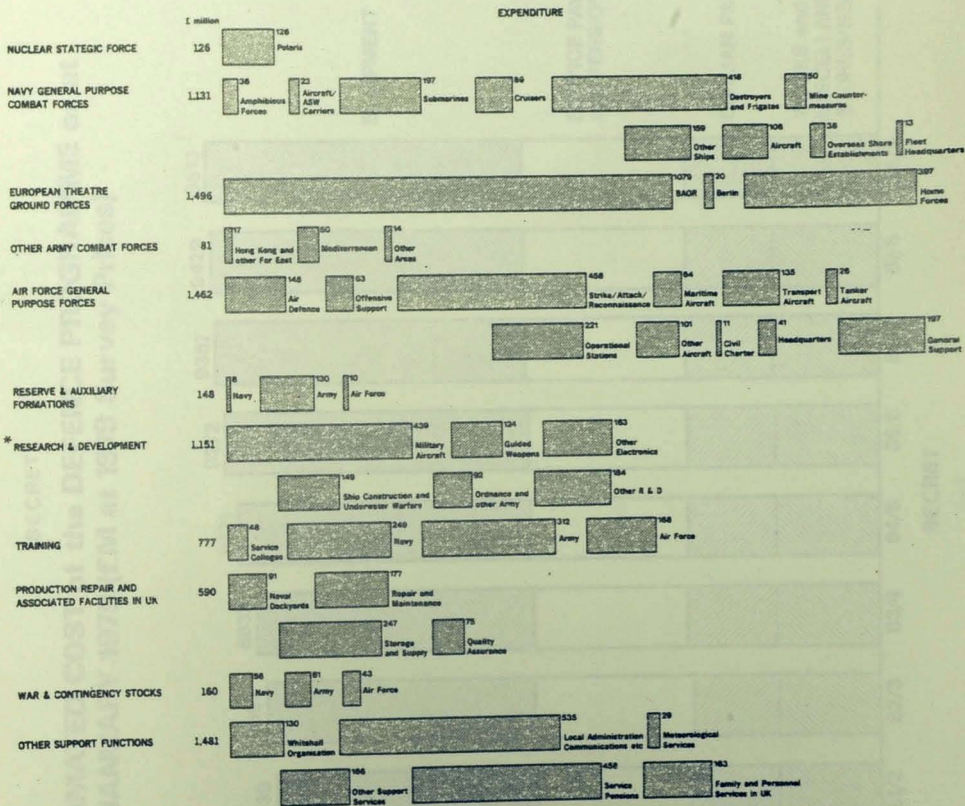 EXPENDITURE
£ million
NUCLEAR STATEGIC FORCE 126 126 Polaris
NAVY GENERAL PURPOSE
COMBAT FORCES 1,131
36 Amphibious Forces
23 Aircraft/ ASW Carriers
197 Submarines
89 Cruisers
418 Destroyers and Frigates
50 Mine Counter- measures
159 Other Ships
106 Aircraft
38 Overseas Shore Establishments
13 Fleet Headquarters
EUROPEAN THEATRE
GROUND FORCES 1,496
1079 BAOR
20 Berlin
397 Home Forces
OTHER ARMY COMBAT FORCES 81
17 Hong Kong and other Far East
50 Mediterranean
14 Other Areas
AIR FORCE GENERAL
PURPOSE FORCES 1,462
145 Air Defence
Offensive Support
Strike/Attack/ Reconnaissance
Maritime Aircraft
135 Transport Aircraft
Tanker Aircraft
221 Operational Stations
101 Other Aircraft
11 Civil Charter
41 Headquarters
197 General Support
RESERVE & AUXILIARY
FORMATIONS 148
8 Navy
130 Army
10 Air Force
* RESEARCH & DEVELOPMENT 1,151
439 Military Aircraft
124 Guided Weapons
163 Other Electronics
149 Ship Construction and Underwater Warfare
92 Ordnance and other Army
184 Other R & D
TRAINING 777
48 Service Colleges
249 Navy
312 Army
168 Air Force
PRODUCTION REPAIR AND
ASSOCIATED FACILITIES IN UK 590
91 Naval Dockyards
177 Repair and Maintenance
247 Storage and Supply
75 Quality Assurance
WAR & CONTINGENCY STOCKS 160
56 Navy
61 Army
43 Air Force
OTHER SUPPORT FUNCTIONS 1,481
130 Whitehall Organisation
535 Local Administration Communications etc
29 Meteorological Services
166 Other Support Services
458 Service Pensions
163 Family and Personnel Services in UK